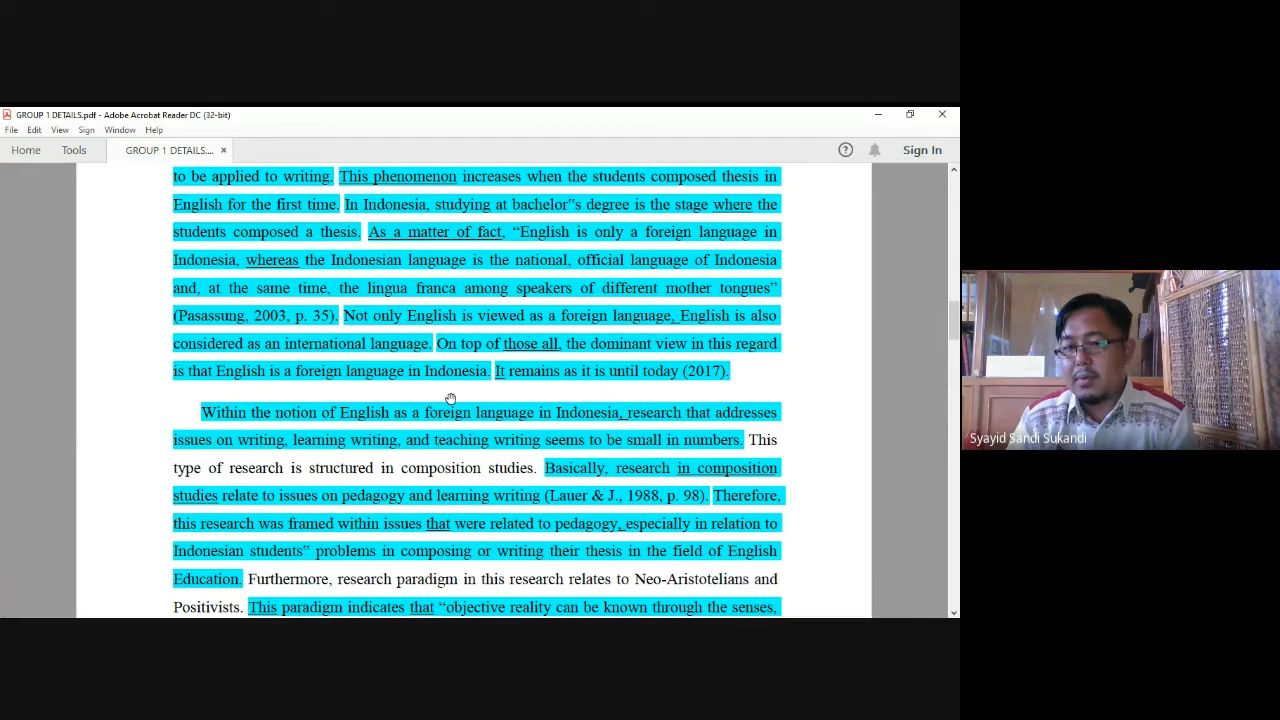 GROUP 1 DETAILS.pdf - Adobe Acrobat Reader DC (32-bit)
File Edit View Sign Window Help
Home Tools GROUP 1 DETAILS.... × Sign In
to be applied to writing. This phenomenon increases when the students composed thesis in
English for the first time. In Indonesia, studying at bachelor‟s degree is the stage where the
students composed a thesis. As a matter of fact, “English is only a foreign language in
Indonesia, whereas the Indonesian language is the national, official language of Indonesia
and, at the same time, the lingua franca among speakers of different mother tongues”
(Pasassung, 2003, p. 35). Not only English is viewed as a foreign language, English is also
considered as an international language. On top of those all, the dominant view in this regard
is that English is a foreign language in Indonesia. It remains as it is until today (2017).
Within the notion of English as a foreign language in Indonesia, research that addresses
issues on writing, learning writing, and teaching writing seems to be small in numbers. This
type of research is structured in composition studies. Basically, research in composition
studies relate to issues on pedagogy and learning writing (Lauer & J., 1988, p. 98). Therefore,
this research was framed within issues that were related to pedagogy, especially in relation to
Indonesian students‟ problems in composing or writing their thesis in the field of English
Education. Furthermore, research paradigm in this research relates to Neo-Aristotelians and
Positivists. This paradigm indicates that “objective reality can be known through the senses,
Syayid Sandi Sukandi